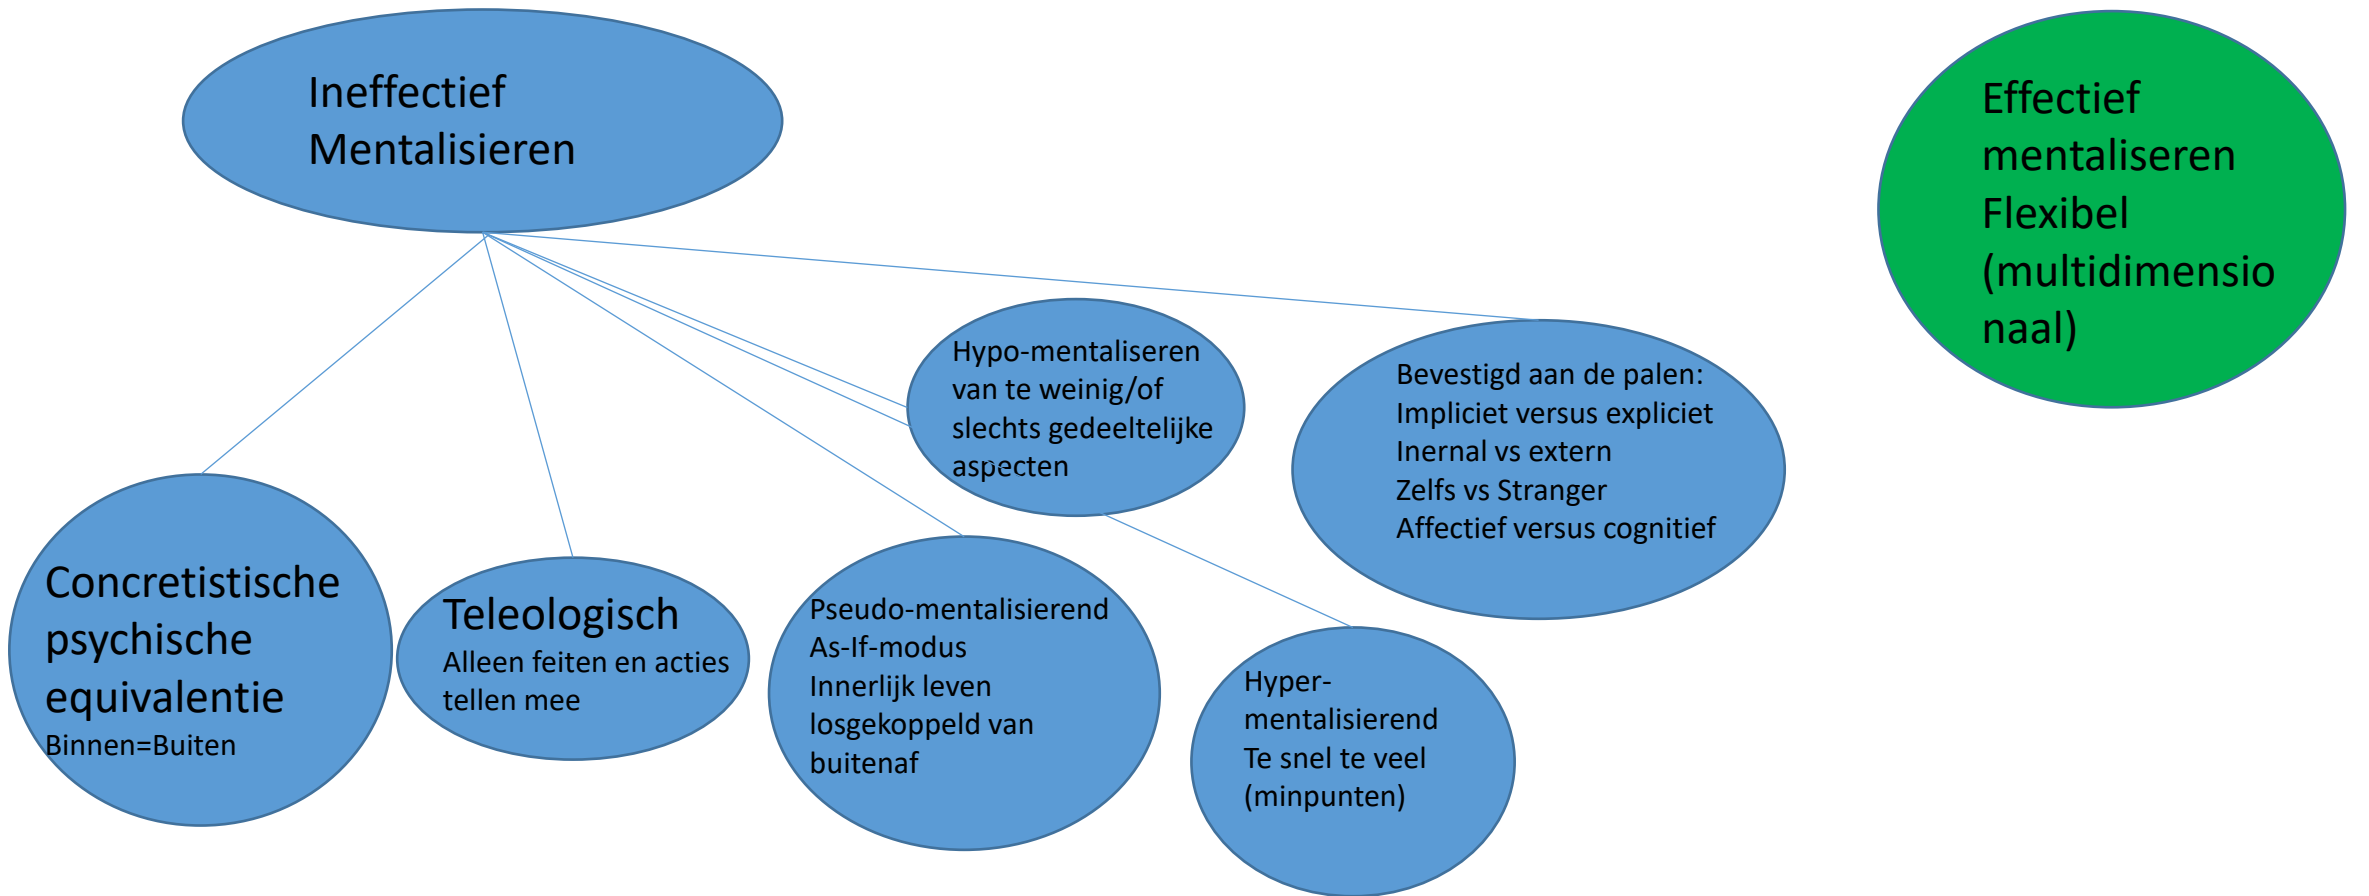 Ineffectief
Mentalisieren
Effectief
mentaliseren
Flexibel
(multidimensio
naal)
Hypo-mentaliseren
van te weinig/of
slechts gedeeltelijke
aspecten
Bevestigd aan de palen:
Impliciet versus expliciet
Inernal vs extern
Zelfs vs Stranger
Affectief versus cognitief
Concretistische
psychische
equivalentie
Binnen=Buiten
Teleologisch
Alleen feiten en acties
tellen mee
Pseudo-mentalisierend
As-If-modus
Innerlijk leven
losgekoppeld van
buitenaf
Hyper-
mentalisierend
Te snel te veel
(minpunten)